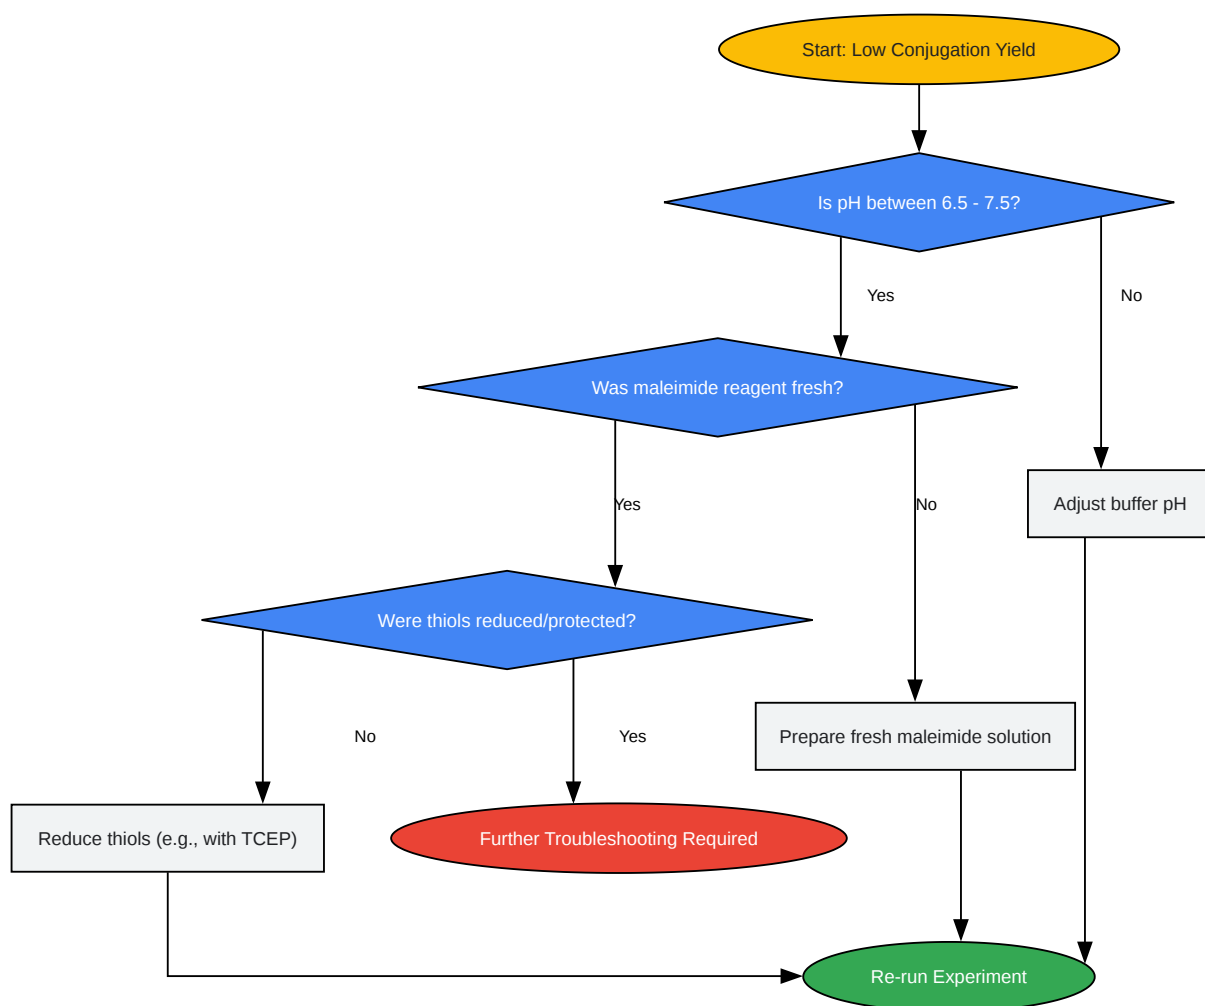 Start: Low Conjugation Yield
Is pH between 6.5 - 7.5?
Yes
No
Was maleimide reagent fresh?
Yes
No
Adjust buffer pH
Were thiols reduced/protected?
No
Yes
Prepare fresh maleimide solution
Reduce thiols (e.g., with TCEP)
Further Troubleshooting Required
Re-run Experiment